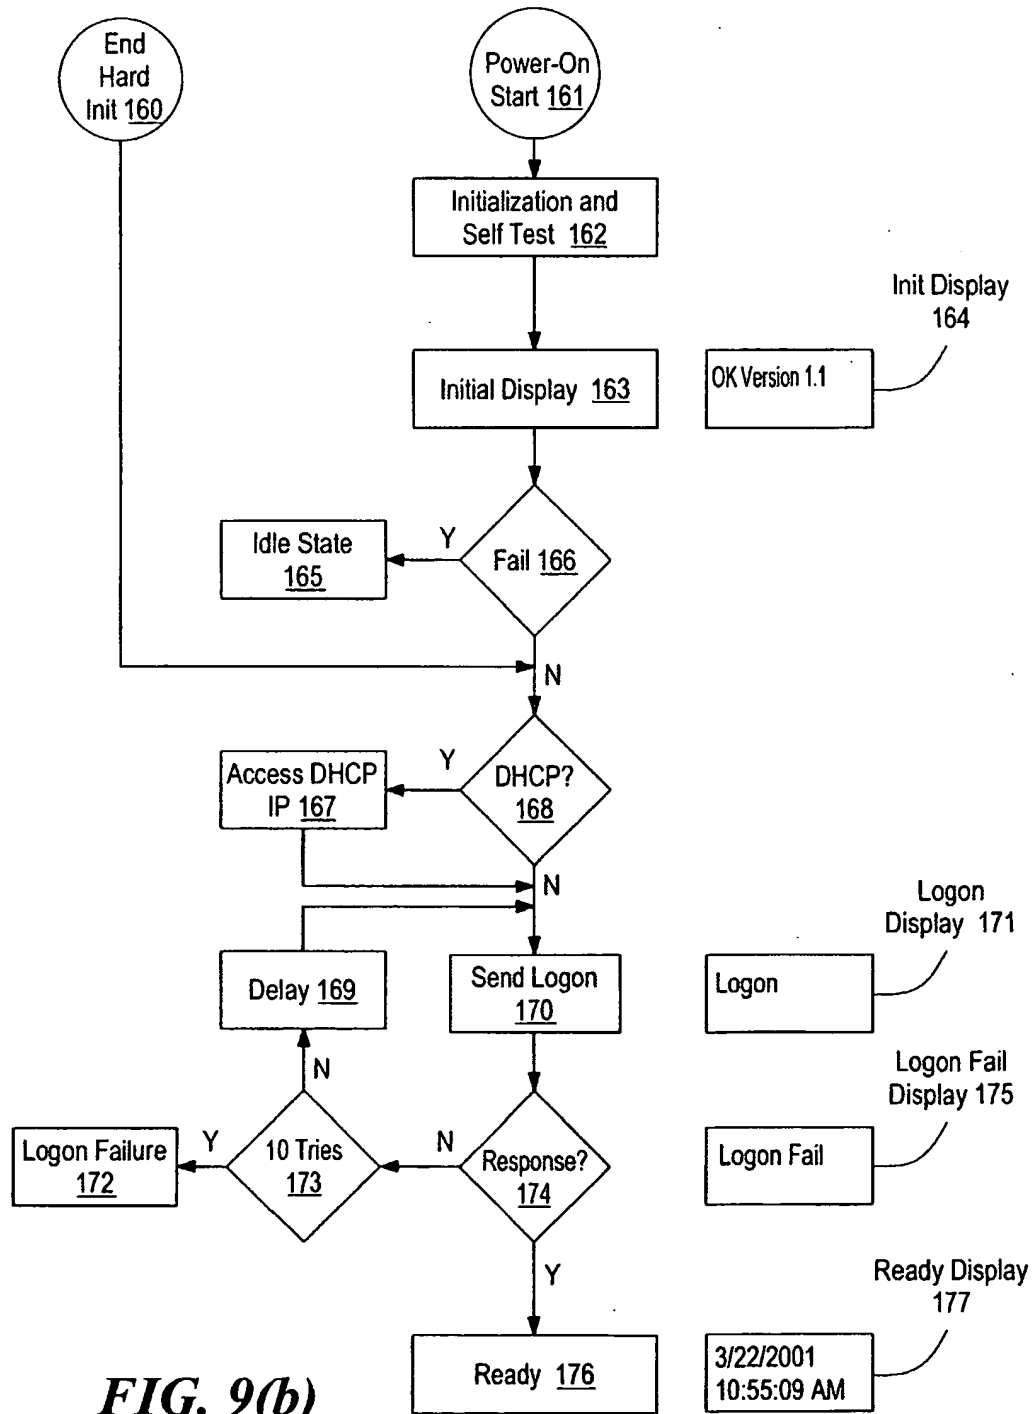 End
Hard
Init 160
Power-On
Start 161
Initialization and
Self Test 162
Init Display
164
Initial Display 163
OK Version 1.1
Idle State
165
Y
Fail 166
N
Access DHCP
IP 167
Y
DHCP?
168
N
Logon
Display 171
Delay 169
Send Logon
170
Logon
N
Logon Fail
Display 175
Logon Failure
172
Y
10 Tries
173
N
Response?
174
Logon Fail
Y
Ready Display
177
Ready 176
3/22/2001
10:55:09 AM
FIG. 9(b)